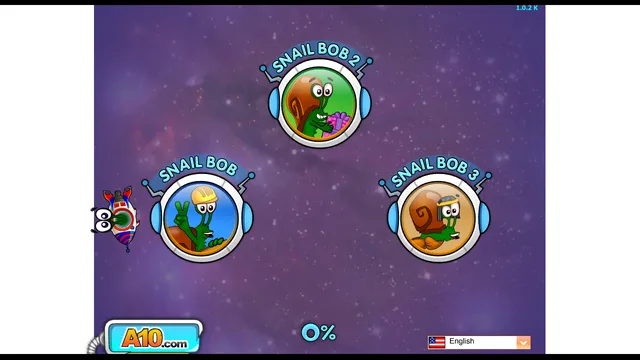 1.0.2 K
SNAIL BOB 2
SNAIL BOB
SNAIL BOB 3
A10.com
0%
English